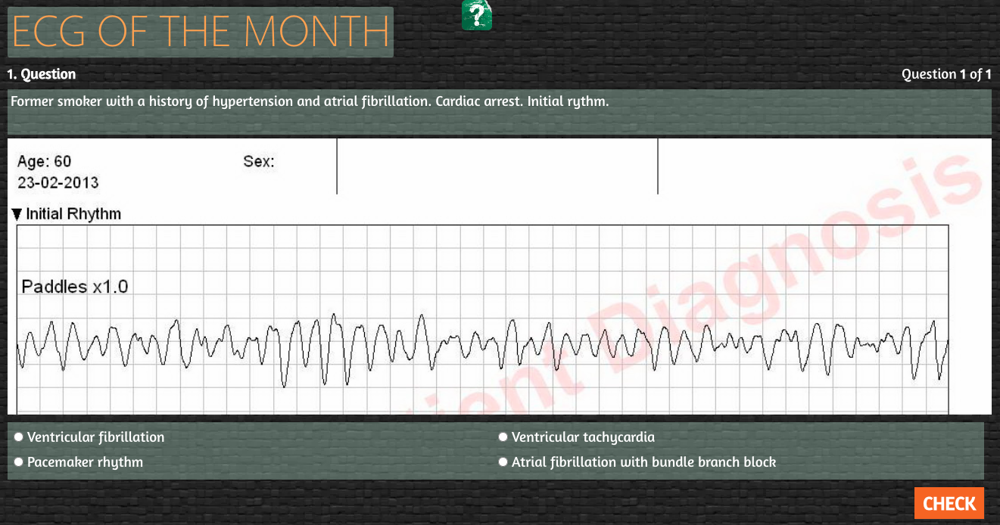 ECG OF THE MONTH
?
1. Question
Question 1 of 1
Former smoker with a history of hypertension and atrial fibrillation. Cardiac arrest. Initial rythm.
Age: 60
Sex:
23-02-2013
▼ Initial Rhythm
Paddles x1.0
ient Diagnosis
Ventricular fibrillation
Ventricular tachycardia
Pacemaker rhythm
Atrial fibrillation with bundle branch block
CHECK